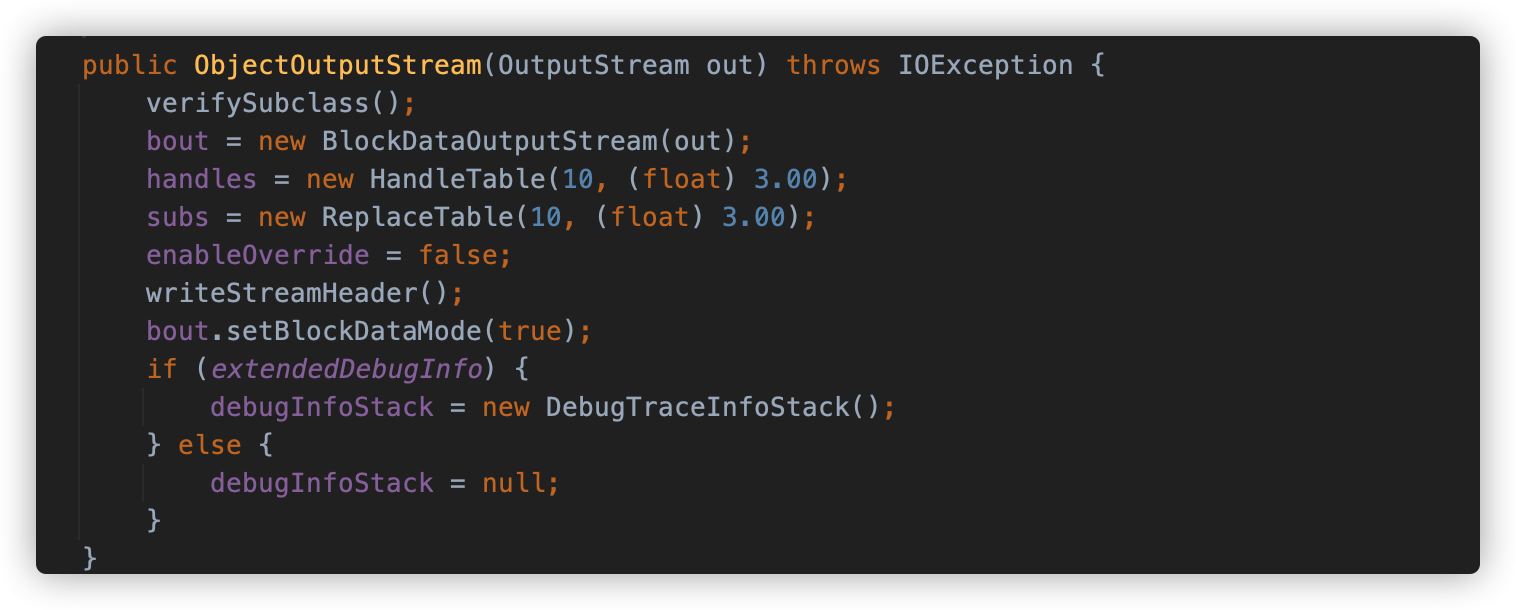 public ObjectOutputStream(OutputStream out) throws IOException {
    verifySubclass();
    bout = new BlockDataOutputStream(out);
    handles = new HandleTable(10, (float) 3.00);
    subs = new ReplaceTable(10, (float) 3.00);
    enableOverride = false;
    writeStreamHeader();
    bout.setBlockDataMode(true);
    if (extendedDebugInfo) {
        debugInfoStack = new DebugTraceInfoStack();
    } else {
        debugInfoStack = null;
    }
}